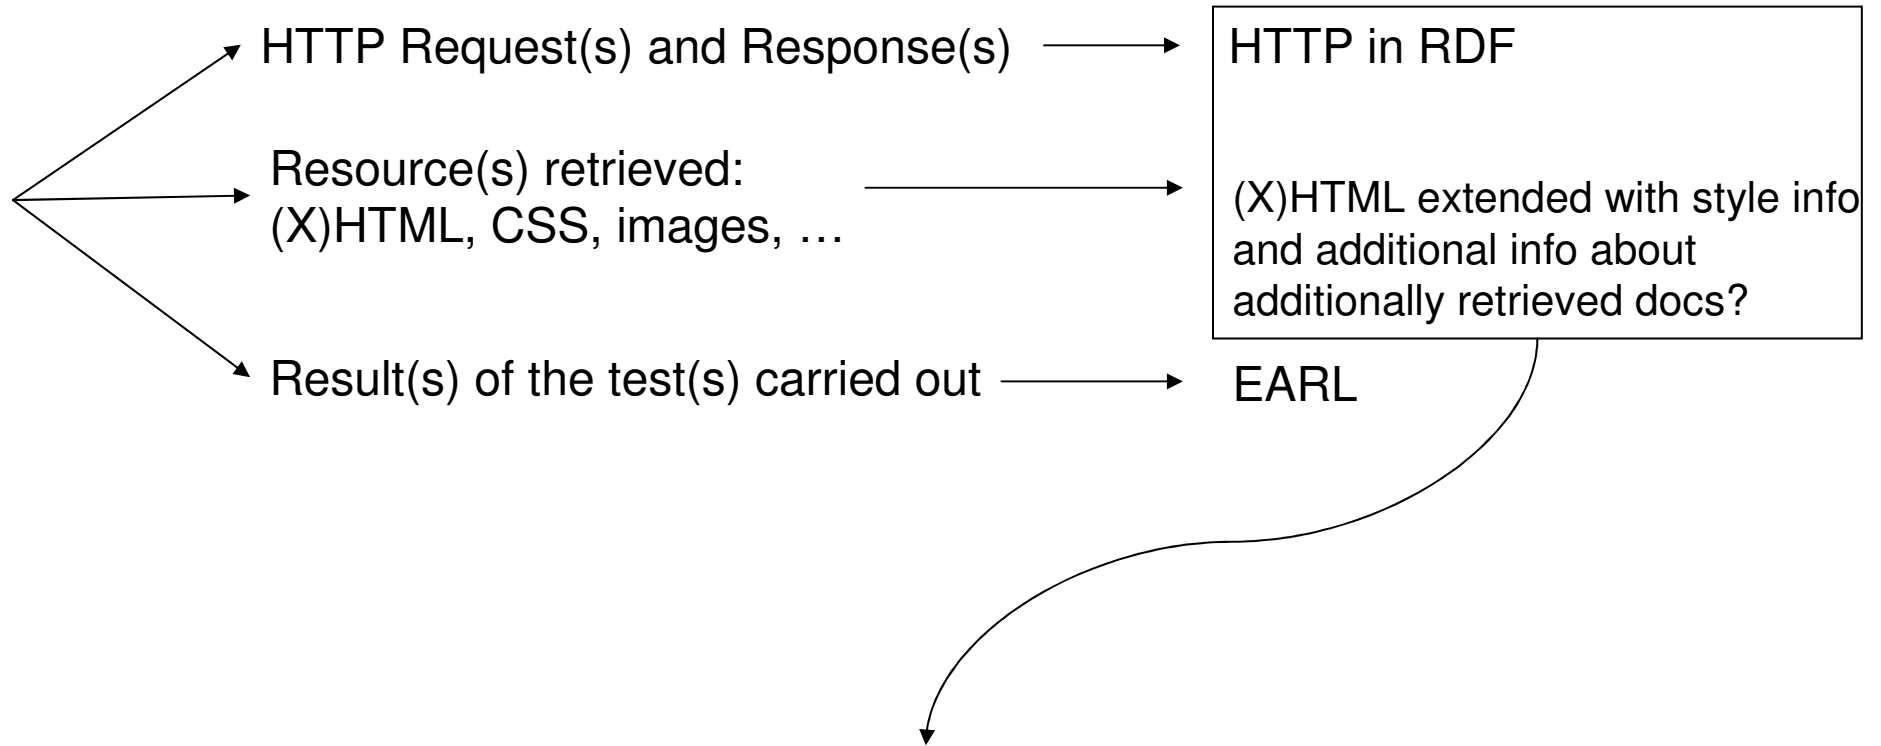 HTTP Request(s) and Response(s)
HTTP in RDF
Resource(s) retrieved:
(X)HTML, CSS, images, …
(X)HTML extended with style info
and additional info about
additionally retrieved docs?
Result(s) of the test(s) carried out
EARL